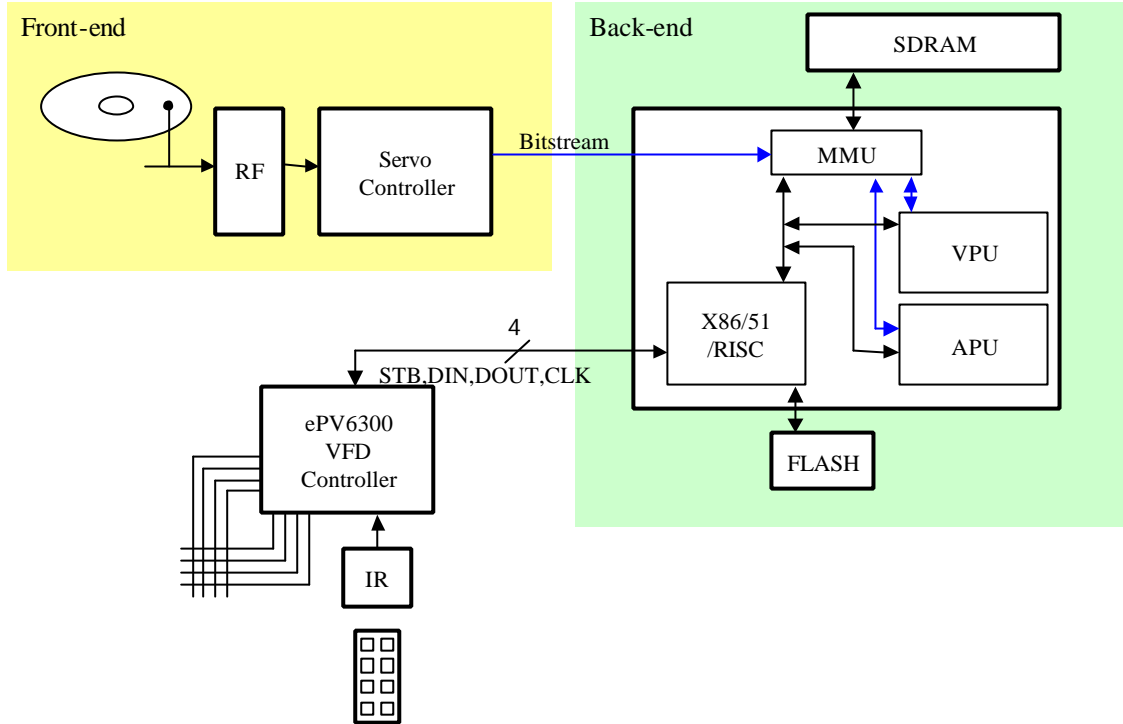 Front-end
Back-end
SDRAM
RF
Servo
Controller
Bitstream
MMU
VPU
X86/51
/RISC
APU
4
STB,DIN,DOUT,CLK
ePV6300
VFD
Controller
FLASH
IR